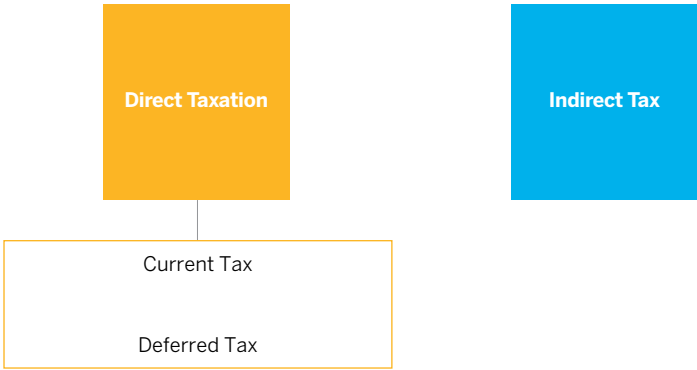 Direct Taxation
Indirect Tax
Current Tax
Deferred Tax